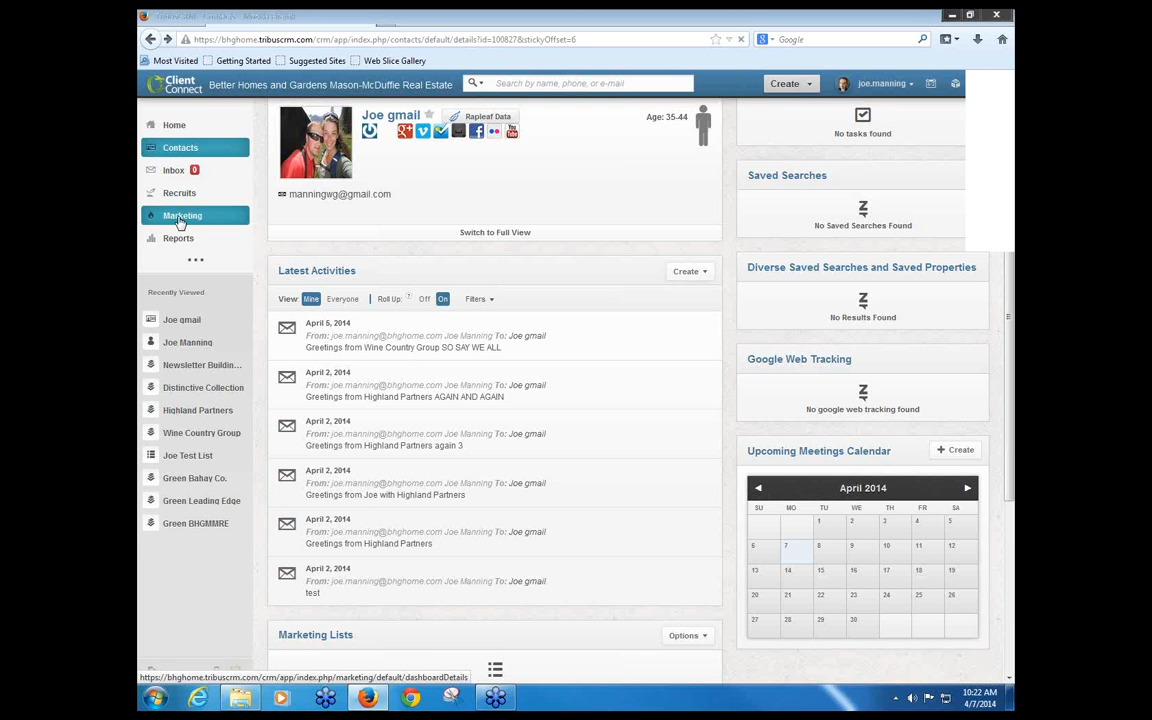 https://bhghome.tribuscrm.com/crm/app/index.php/contacts/default/details?id=100827&stickyOffset=6
Google
Most Visited
Getting Started
Suggested Sites
Web Slice Gallery
Client Connect
Better Homes and Gardens Mason-McDuffie Real Estate
Search by name, phone, or e-mail
Create
joe.manning
Home
Contacts
Inbox 0
Recruits
Marketing
Reports
Recently Viewed
Joe gmail
Joe Manning
Newsletter Buildin...
Distinctive Collection
Highland Partners
Wine Country Group
Joe Test List
Green Bahay Co.
Green Leading Edge
Green BHGMMRE
Joe gmail
Rapleaf Data
Age: 35-44
manningwg@gmail.com
Switch to Full View
Latest Activities
Create
View: Mine Everyone Roll Up: ? Off On Filters
April 5, 2014
From: joe.manning@bhghome.com Joe Manning To: Joe gmail
Greetings from Wine Country Group SO SAY WE ALL
April 2, 2014
From: joe.manning@bhghome.com Joe Manning To: Joe gmail
Greetings from Highland Partners AGAIN AND AGAIN
April 2, 2014
From: joe.manning@bhghome.com Joe Manning To: Joe gmail
Greetings from Highland Partners again 3
April 2, 2014
From: joe.manning@bhghome.com Joe Manning To: Joe gmail
Greetings from Joe with Highland Partners
April 2, 2014
From: joe.manning@bhghome.com Joe Manning To: Joe gmail
Greetings from Highland Partners
April 2, 2014
From: joe.manning@bhghome.com Joe Manning To: Joe gmail
test
Marketing Lists
Options
No tasks found
Saved Searches
No Saved Searches Found
Diverse Saved Searches and Saved Properties
No Results Found
Google Web Tracking
No google web tracking found
Upcoming Meetings Calendar
+ Create
April 2014
SU MO TU WE TH FR SA
1 2 3 4 5
6 7 8 9 10 11 12
13 14 15 16 17 18 19
20 21 22 23 24 25 26
27 28 29 30
https://bhghome.tribuscrm.com/crm/app/index.php/marketing/default/dashboardDetails
10:22 AM
4/7/2014